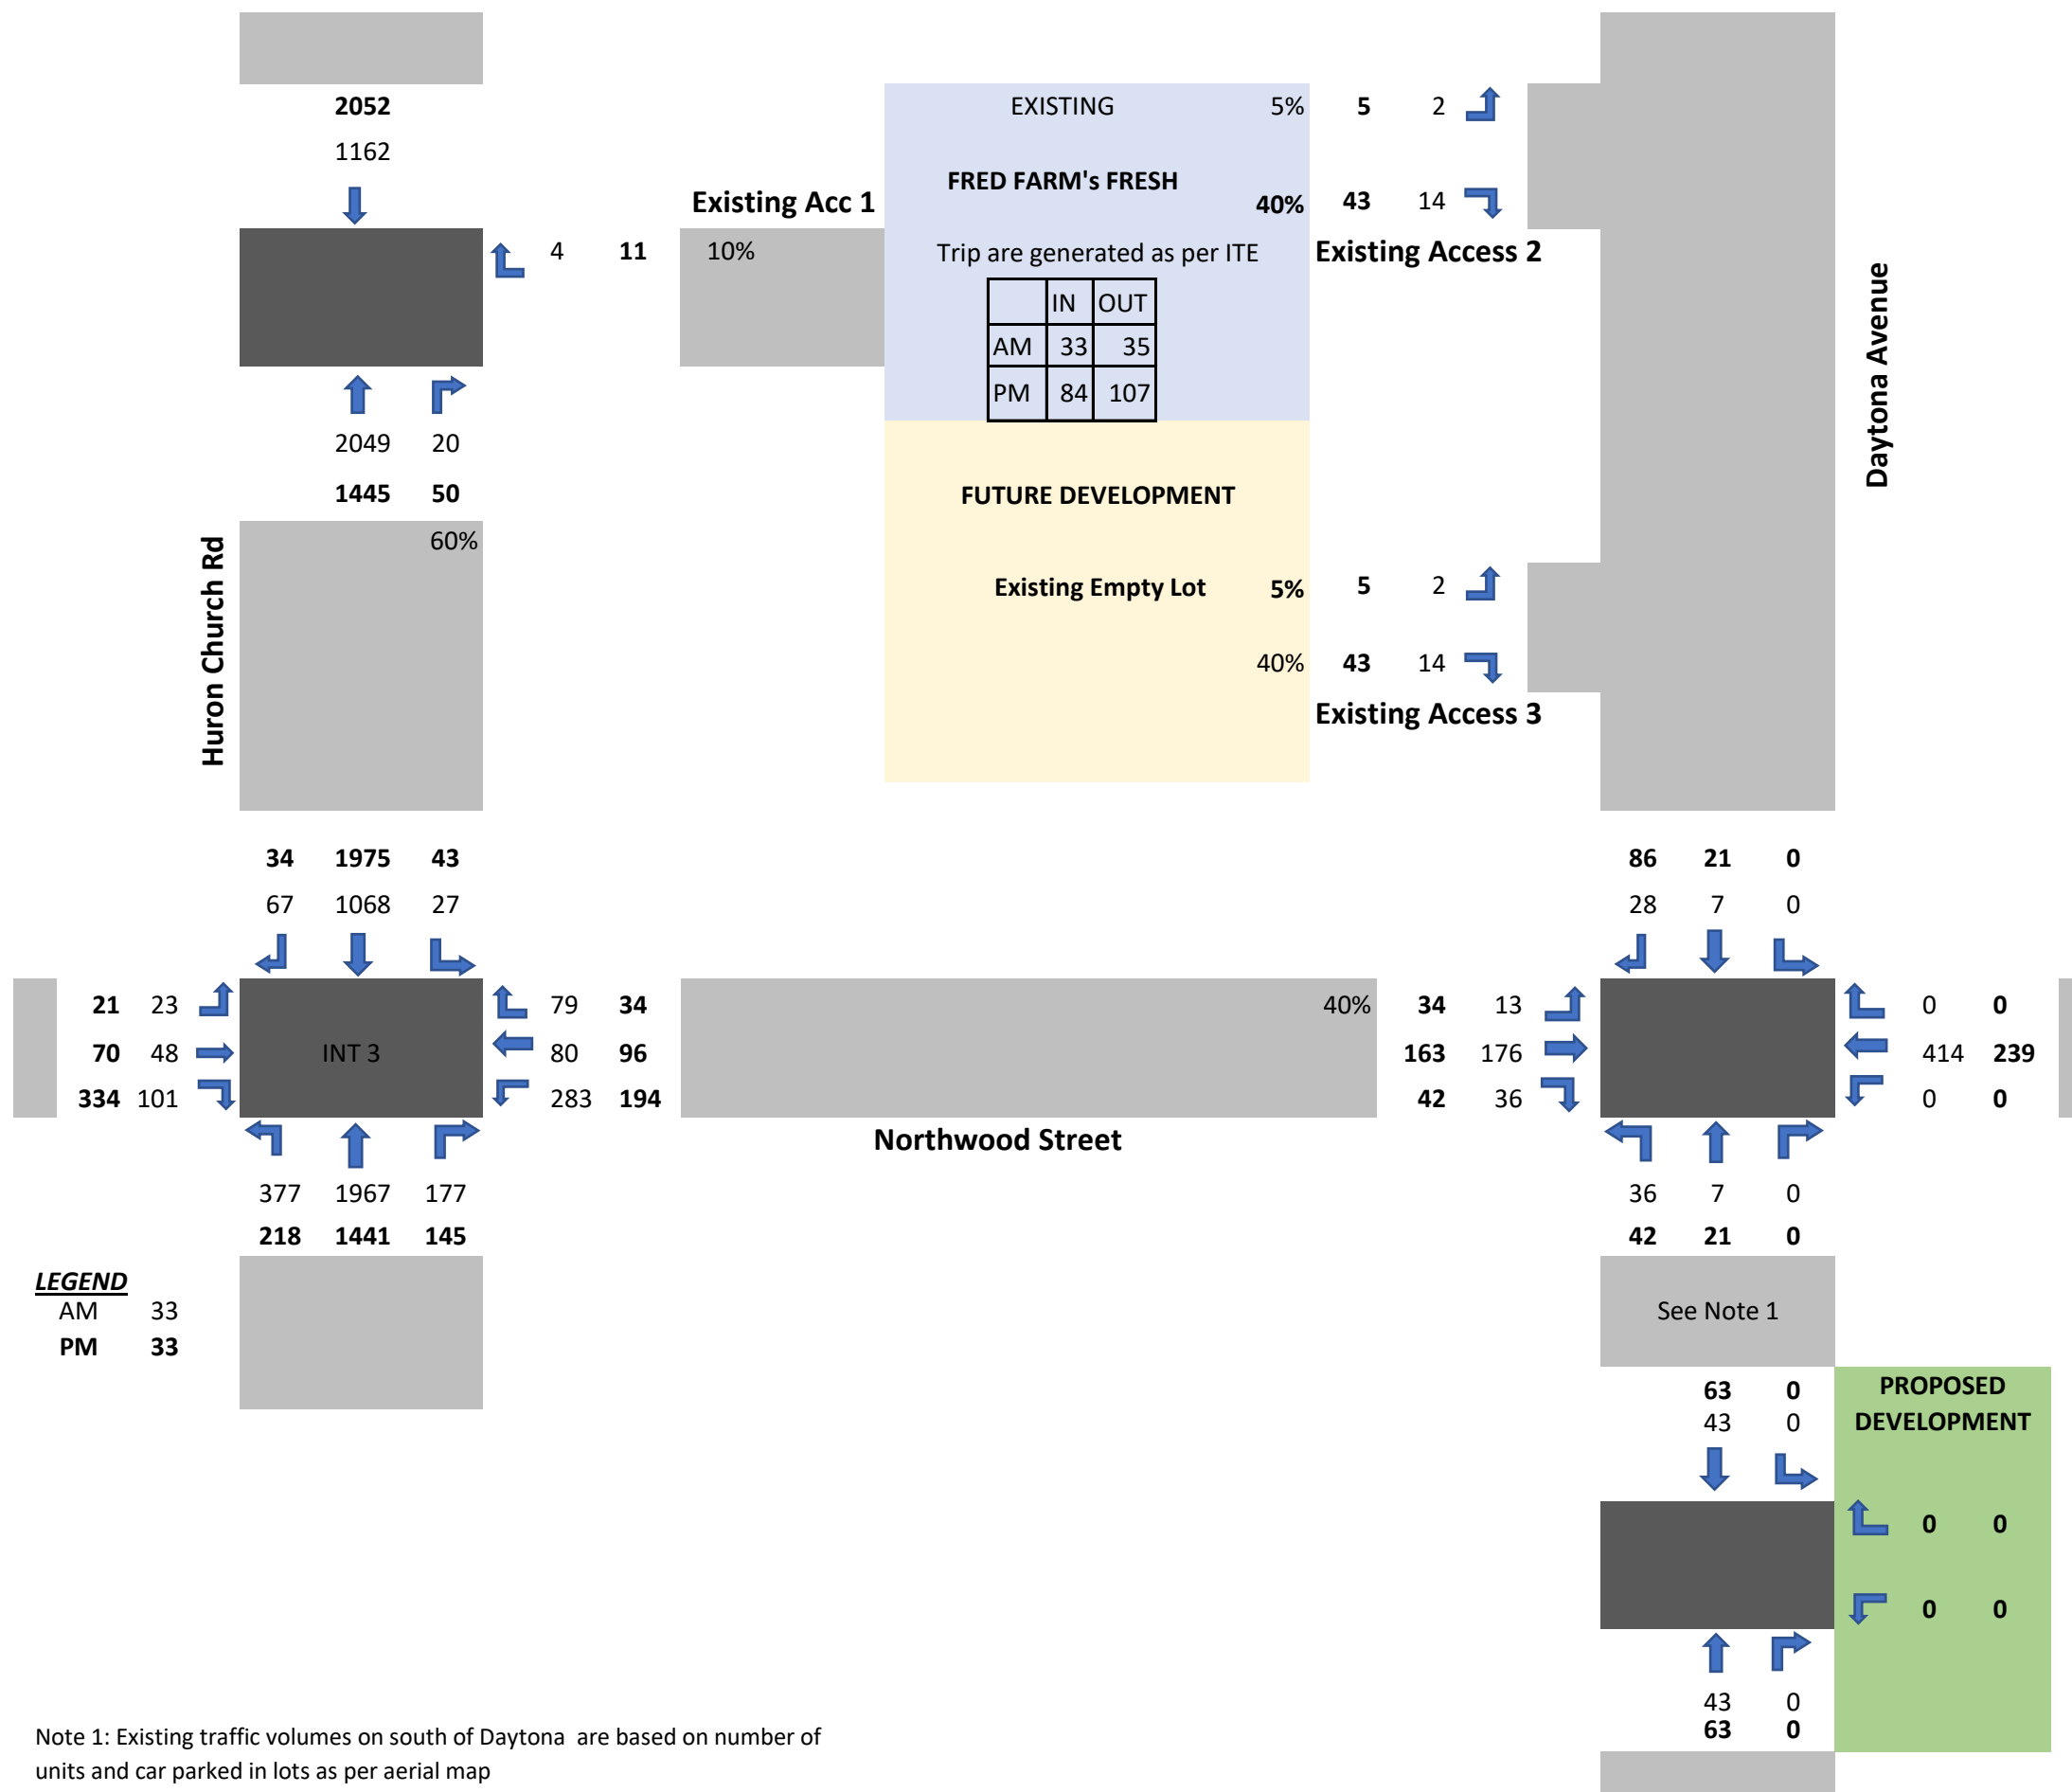 2052
1162
EXISTING 5% 5 2
FRED FARM's FRESH
40% 43 14
Existing Acc 1
4 11 10%
Trip are generated as per ITE
Existing Access 2
IN OUT
AM 33 35
PM 84 107
Daytona Avenue
2049 20
1445 50
60%
Huron Church Rd
FUTURE DEVELOPMENT
Existing Empty Lot 5% 5 2
40% 43 14
Existing Access 3
34 1975 43
67 1068 27
86 21 0
28 7 0
21 23
70 48
334 101
INT 3
79 34
80 96
283 194
40%
34 13
163 176
42 36
0 0
414 239
0 0
Northwood Street
377 1967 177
218 1441 145
36 7 0
42 21 0
LEGEND
AM 33
PM 33
See Note 1
63 0
43 0
PROPOSED
DEVELOPMENT
0 0
0 0
43 0
63 0
Note 1: Existing traffic volumes on south of Daytona are based on number of
units and car parked in lots as per aerial map